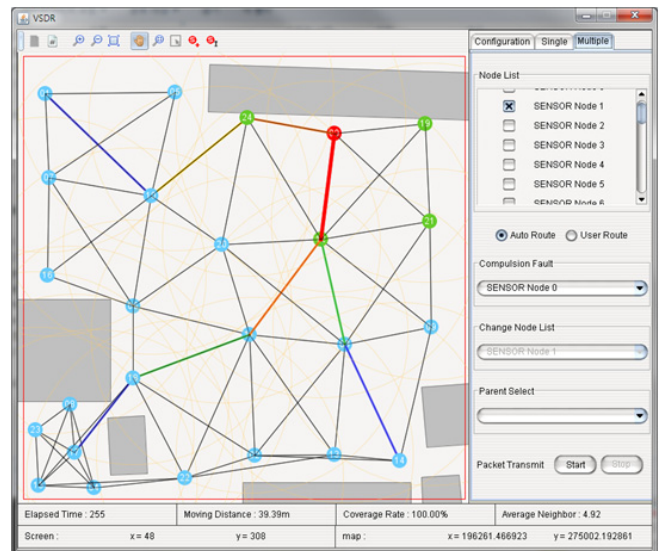 VSDR
Configuration Single Multiple
Node List
SENSOR Node 1
SENSOR Node 2
SENSOR Node 3
SENSOR Node 4
SENSOR Node 5
SENSOR Node 6
Auto Route User Route
Compulsion Fault
SENSOR Node 0
Change Node List
SENSOR Node 1
Parent Select
Packet Transmit Start Stop
24
19
21
14
Elapsed Time : 255 Moving Distance : 39.39m Coverage Rate : 100.00% Average Neighbor : 4.92
Screen : x = 48 y = 308 map : x = 196261.466923 y = 275002.192861